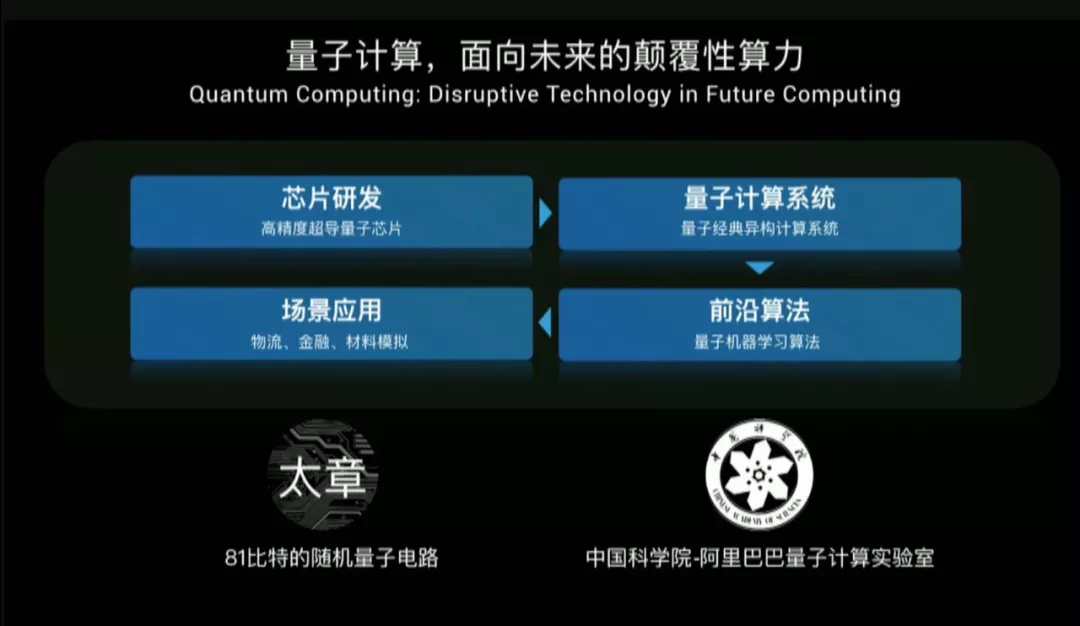 量子计算，面向未来的颠覆性算力
Quantum Computing: Disruptive Technology in Future Computing
芯片研发
高精度超导量子芯片
量子计算系统
量子经典异构计算系统
场景应用
物流、金融、材料模拟
前沿算法
量子机器学习算法
太章
中国科学院
CHINESE ACADEMY OF SCIENCES
81比特的随机量子电路
中国科学院-阿里巴巴量子计算实验室